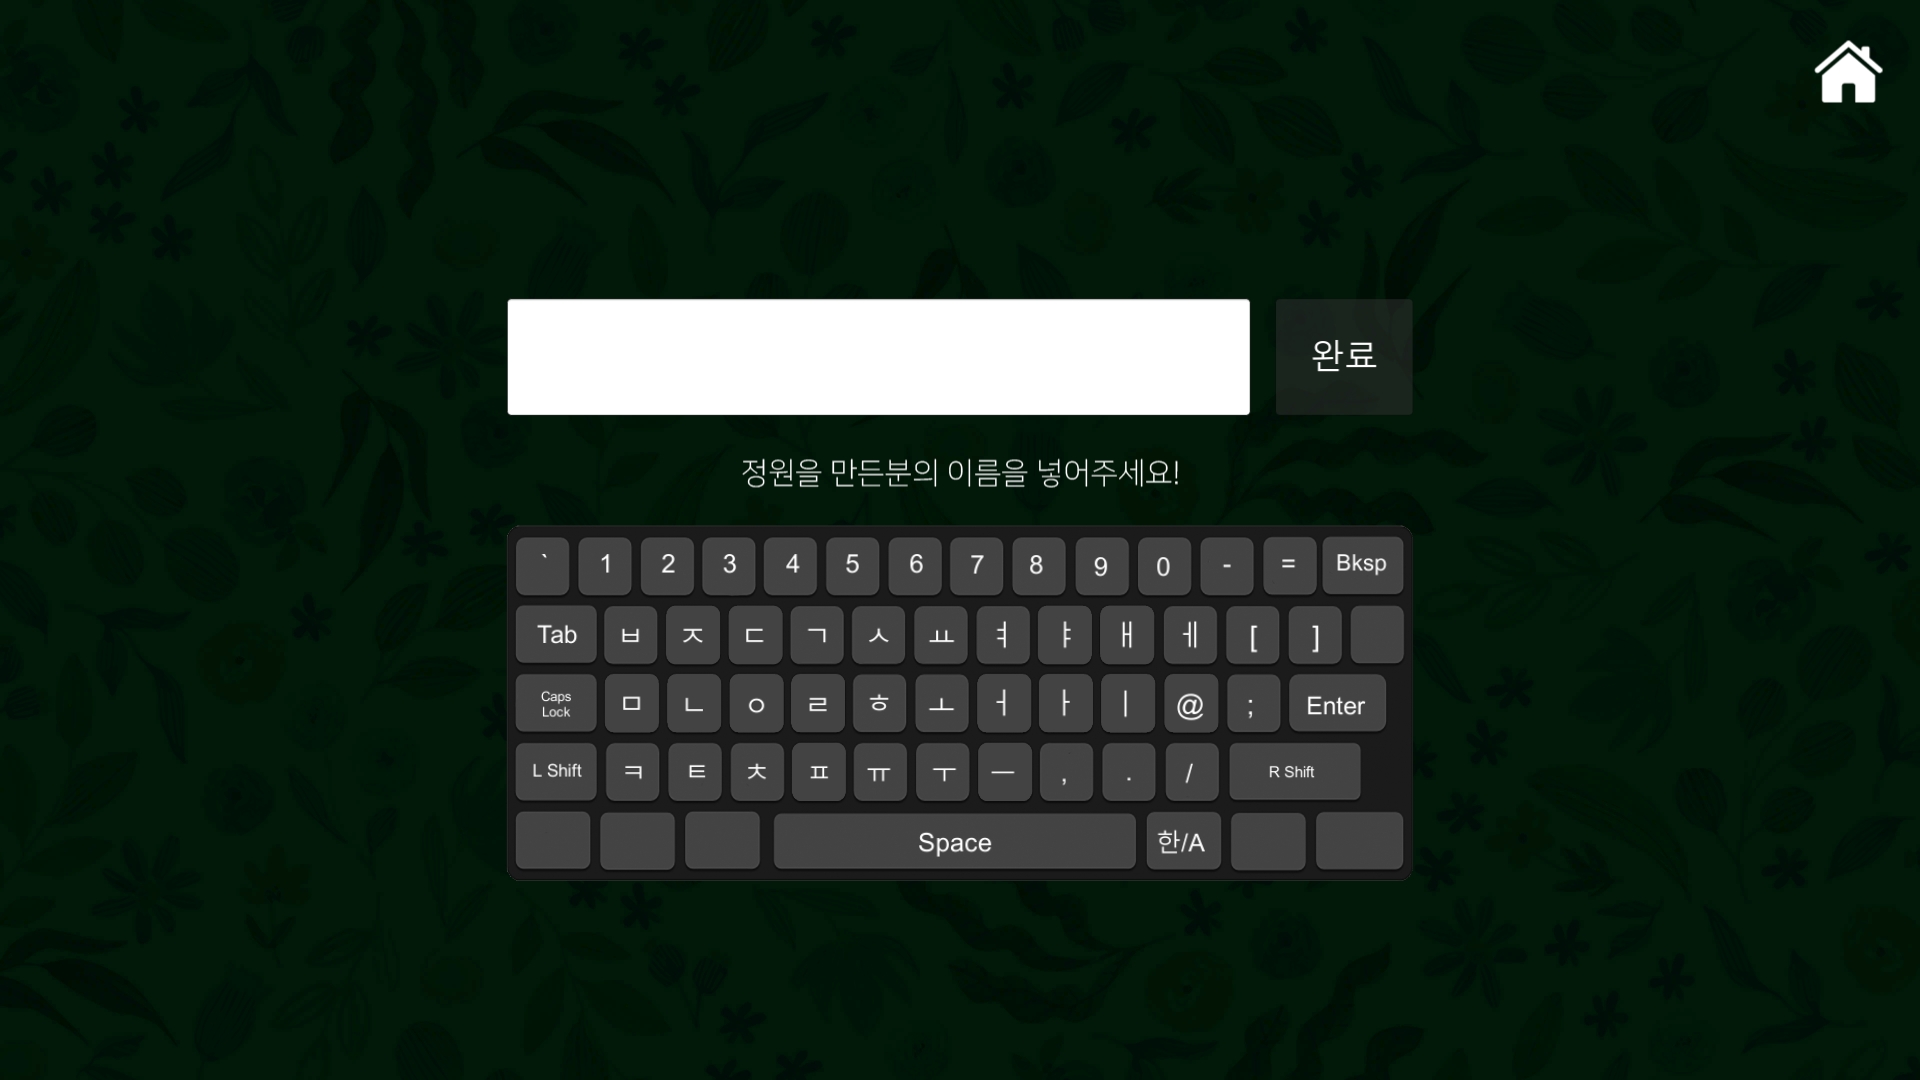 완료
정원을 만든분의 이름을 넣어주세요!
` 1 2 3 4 5 6 7 8 9 0 - = Bksp
Tab ㅂ ㅈ ㄷ ㄱ ㅅ ㅛ ㅕ ㅑ ㅐ ㅔ [ ]
Caps Lock ㅁ ㄴ ㅇ ㄹ ㅎ ㅗ ㅓ ㅏ ㅣ @ ; Enter
L Shift ㅋ ㅌ ㅊ ㅍ ㅠ ㅜ ㅡ , . / R Shift
Space 한/A